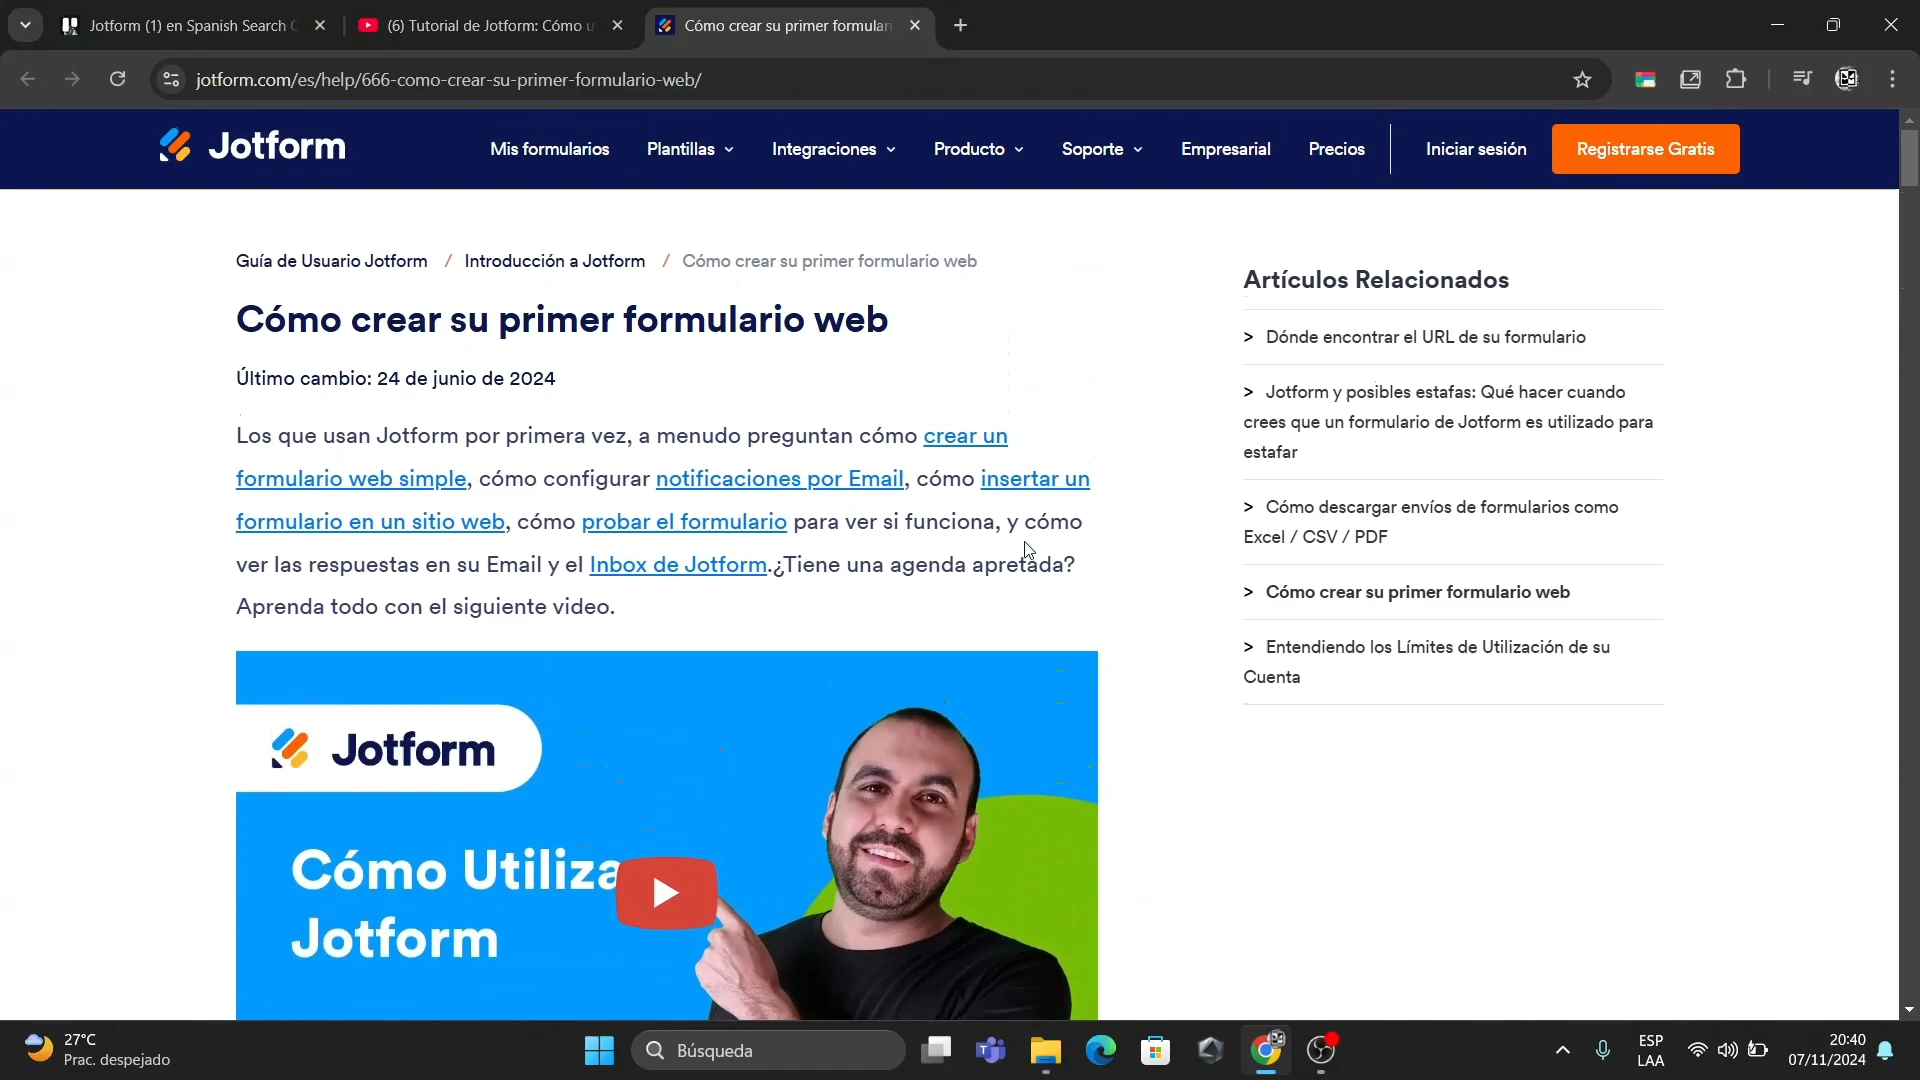 Jotform (1) en Spanish Search
(6) Tutorial de Jotform: Cómo
Cómo crear su primer formular
jotform.com/es/help/666-como-crear-su-primer-formulario-web/
Jotform
Mis formularios
Plantillas
Integraciones
Producto
Soporte
Empresarial
Precios
Iniciar sesión
Registrarse Gratis
Guía de Usuario Jotform / Introducción a Jotform / Cómo crear su primer formulario web
Cómo crear su primer formulario web
Último cambio: 24 de junio de 2024
Los que usan Jotform por primera vez, a menudo preguntan cómo crear un
formulario web simple, cómo configurar notificaciones por Email, cómo insertar un
formulario en un sitio web, cómo probar el formulario para ver si funciona, y cómo
ver las respuestas en su Email y el Inbox de Jotform.¿Tiene una agenda apretada?
Aprenda todo con el siguiente video.
Jotform
Cómo Utiliza
Jotform
Artículos Relacionados
> Dónde encontrar el URL de su formulario
> Jotform y posibles estafas: Qué hacer cuando
crees que un formulario de Jotform es utilizado para
estafar
> Cómo descargar envíos de formularios como
Excel / CSV / PDF
> Cómo crear su primer formulario web
> Entendiendo los Límites de Utilización de su
Cuenta
27°C
Prac. despejado
Búsqueda
ESP
LAA
20:40
07/11/2024